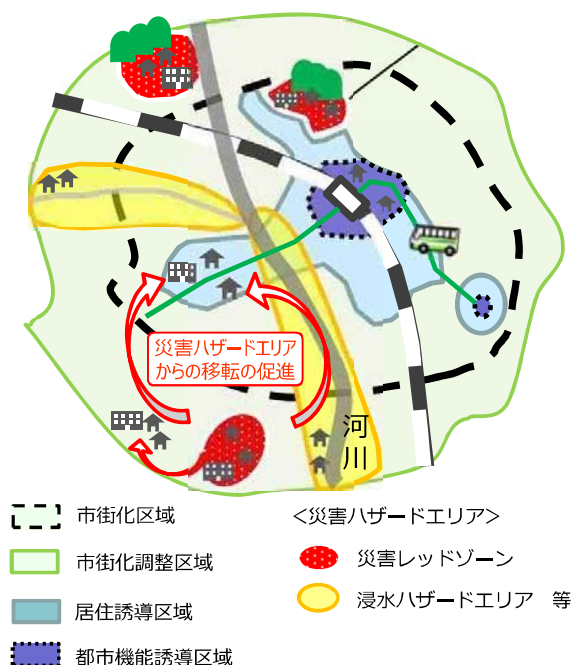 災害ハザードエリア
からの移転の促進
河
川
市街化区域
市街化調整区域
居住誘導区域
都市機能誘導区域
<災害ハザードエリア>
災害レッドゾーン
浸水ハザードエリア　等